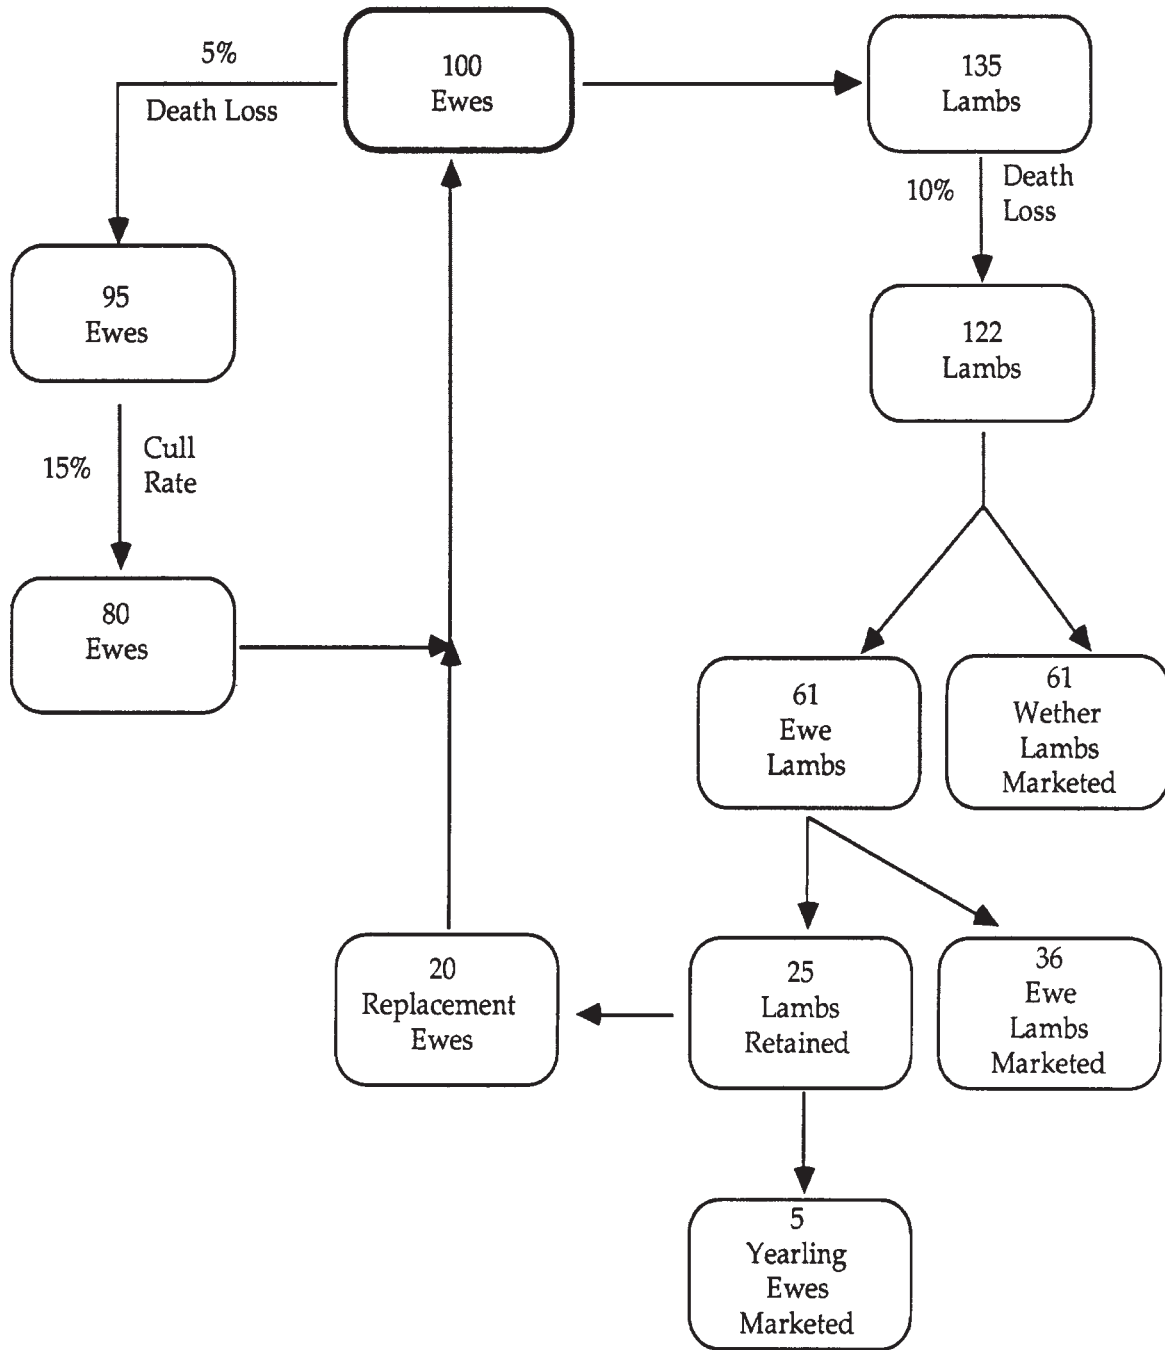 100
Ewes
5%
Death Loss
135
Lambs
10%
Death
Loss
95
Ewes
122
Lambs
15%
Cull
Rate
80
Ewes
61
Ewe
Lambs
61
Wether
Lambs
Marketed
20
Replacement
Ewes
25
Lambs
Retained
36
Ewe
Lambs
Marketed
5
Yearling
Ewes
Marketed